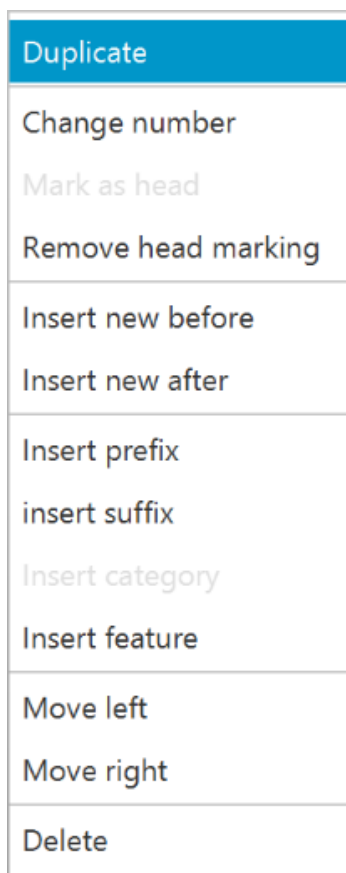 Duplicate
Change number
Mark as head
Remove head marking
Insert new before
Insert new after
Insert prefix
insert suffix
Insert category
Insert feature
Move left
Move right
Delete